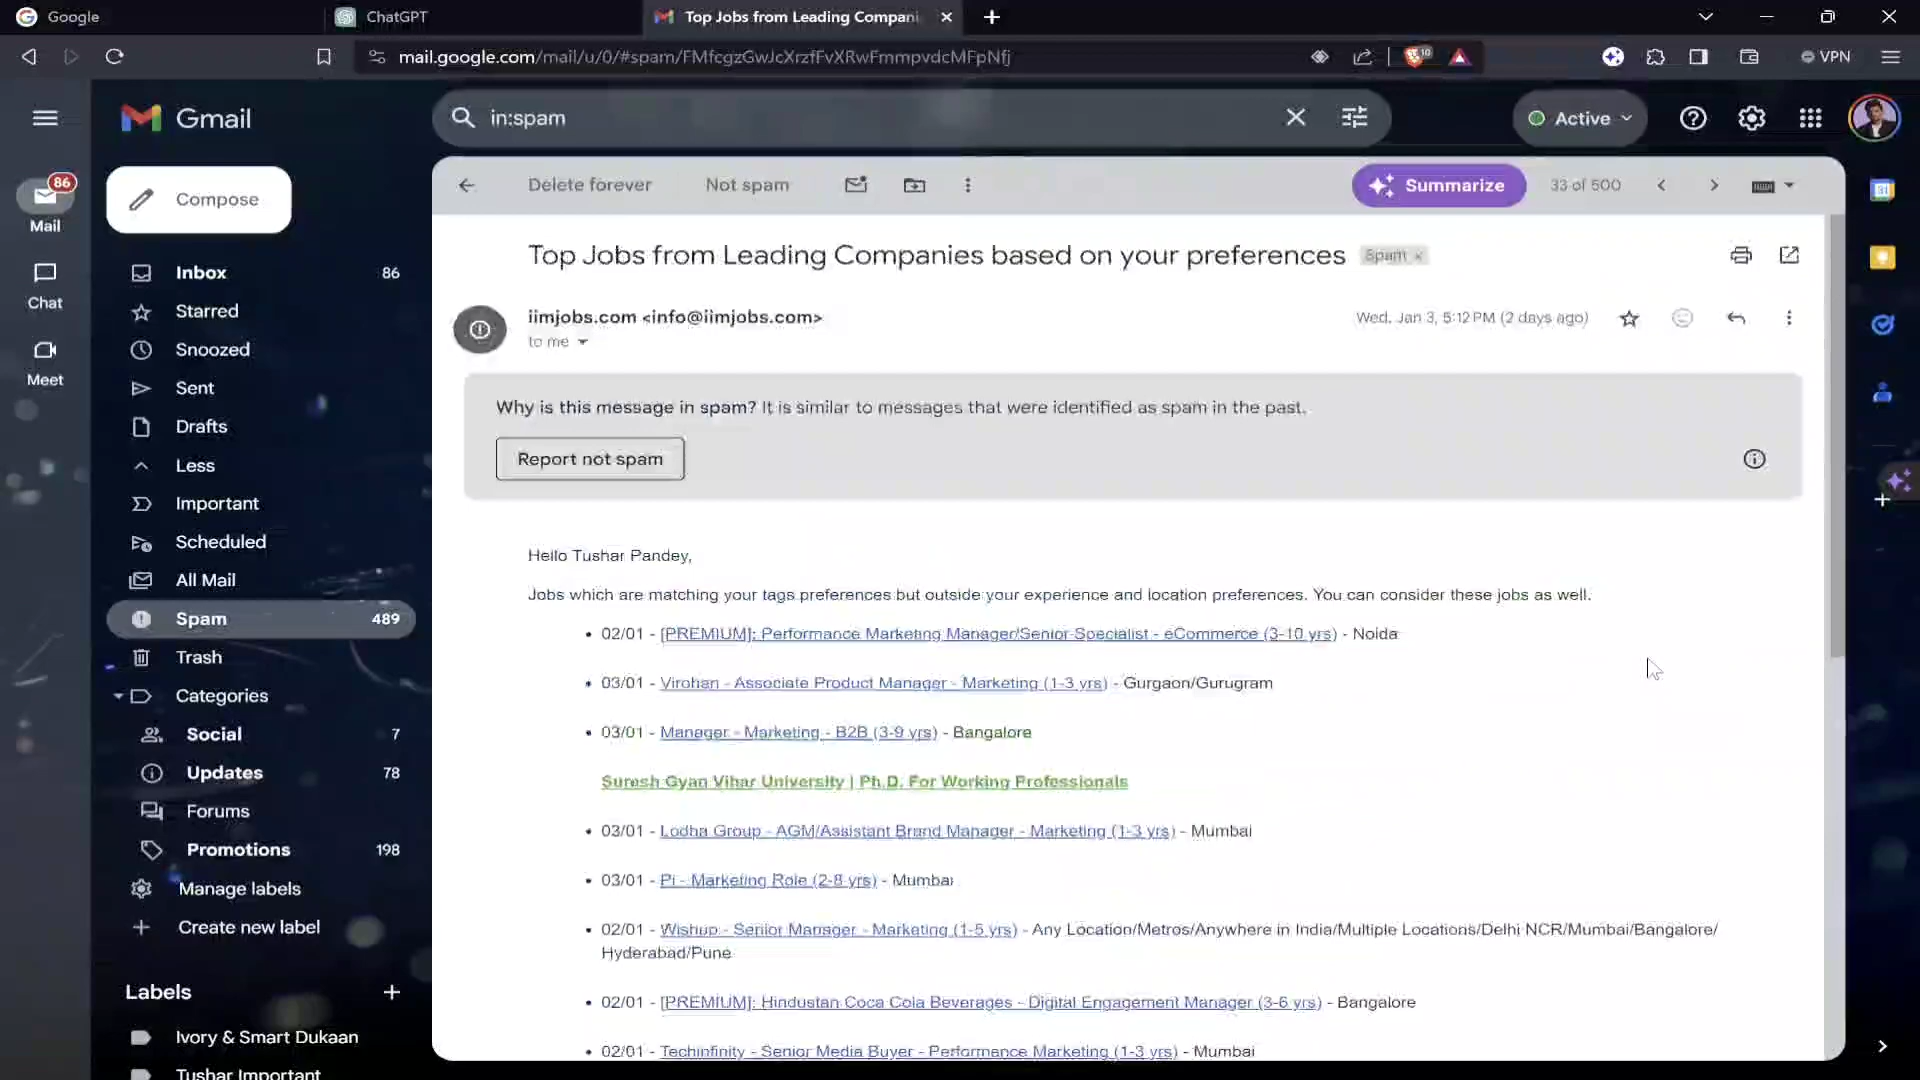 Google
ChatGPT
Top Jobs from Leading Compani
mail.google.com/mail/u/0/#spam/FMfcgzGwJcXrzfFvXRwFmmpvdcMFpNfj
10
VPN
Gmail
in:spam
Active
86
Mail
Chat
Meet
Compose
Inbox 86
Starred
Snoozed
Sent
Drafts
Less
Important
Scheduled
All Mail
Spam 489
Trash
Categories
Social 7
Updates 78
Forums
Promotions 198
Manage labels
Create new label
Labels
Ivory & Smart Dukaan
Tushar Important
Delete forever
Not spam
Summarize
33 of 500
Top Jobs from Leading Companies based on your preferences
Spam ×
iimjobs.com <info@iimjobs.com>
Wed, Jan 3, 5:12 PM (2 days ago)
to me
Why is this message in spam? It is similar to messages that were identified as spam in the past.
Report not spam
Hello Tushar Pandey,
Jobs which are matching your tags preferences but outside your experience and location preferences. You can consider these jobs as well.
• 02/01 - [PREMIUM]: Performance Marketing Manager/Senior Specialist - eCommerce (3-10 yrs) - Noida
• 03/01 - Virohan - Associate Product Manager - Marketing (1-3 yrs) - Gurgaon/Gurugram
• 03/01 - Manager - Marketing - B2B (3-9 yrs) - Bangalore
Suresh Gyan Vihar University | Ph.D. For Working Professionals
• 03/01 - Lodha Group - AGM/Assistant Brand Manager - Marketing (1-3 yrs) - Mumbai
• 03/01 - Pi - Marketing Role (2-8 yrs) - Mumbai
• 02/01 - Wishup - Senior Manager - Marketing (1-5 yrs) - Any Location/Metros/Anywhere in India/Multiple Locations/Delhi NCR/Mumbai/Bangalore/
Hyderabad/Pune
• 02/01 - [PREMIUM]: Hindustan Coca Cola Beverages - Digital Engagement Manager (3-6 yrs) - Bangalore
• 02/01 - Techinfinity - Senior Media Buyer - Performance Marketing (1-3 yrs) - Mumbai
31